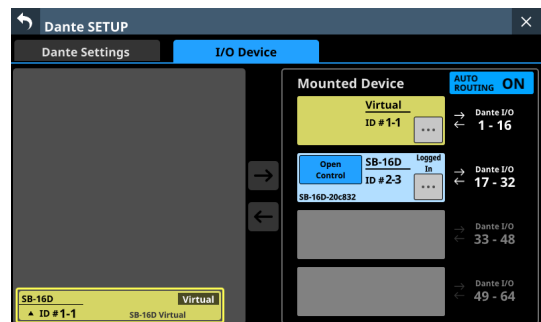 Dante SETUP
Dante Settings
I/O Device
Mounted Device
AUTO ROUTING ON
Virtual
ID #1-1
...
Dante I/O
1 - 16
Open Control
SB-16D
ID #2-3
Logged In
...
SB-16D-20c832
Dante I/O
17 - 32
Dante I/O
33 - 48
Dante I/O
49 - 64
SB-16D
Virtual
ID #1-1
SB-16D Virtual